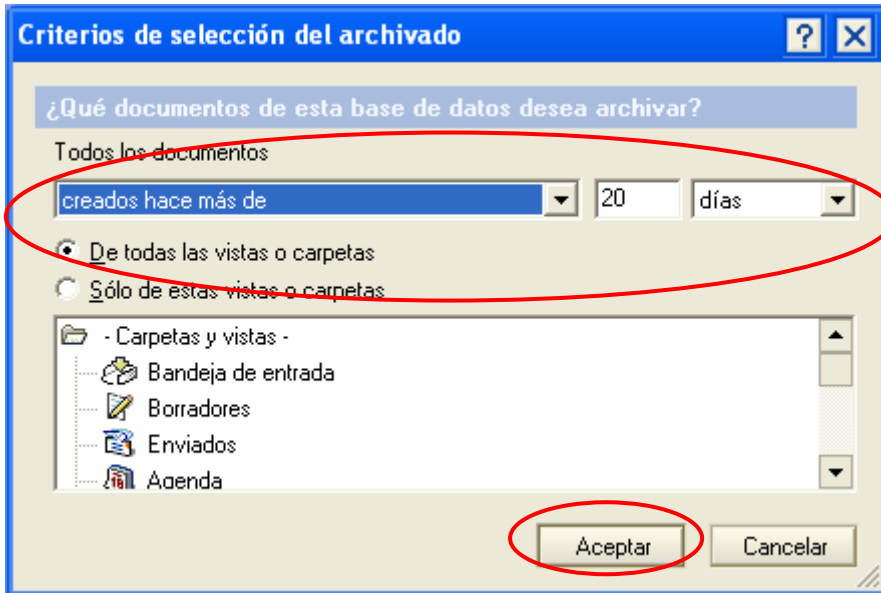 Criterios de selección del archivado
¿Qué documentos de esta base de datos desea archivar?
Todos los documentos
creados hace más de 20 días
De todas las vistas o carpetas
Sólo de estas vistas o carpetas
- Carpetas y vistas -
Bandeja de entrada
Borradores
Enviados
Agenda
Aceptar Cancelar